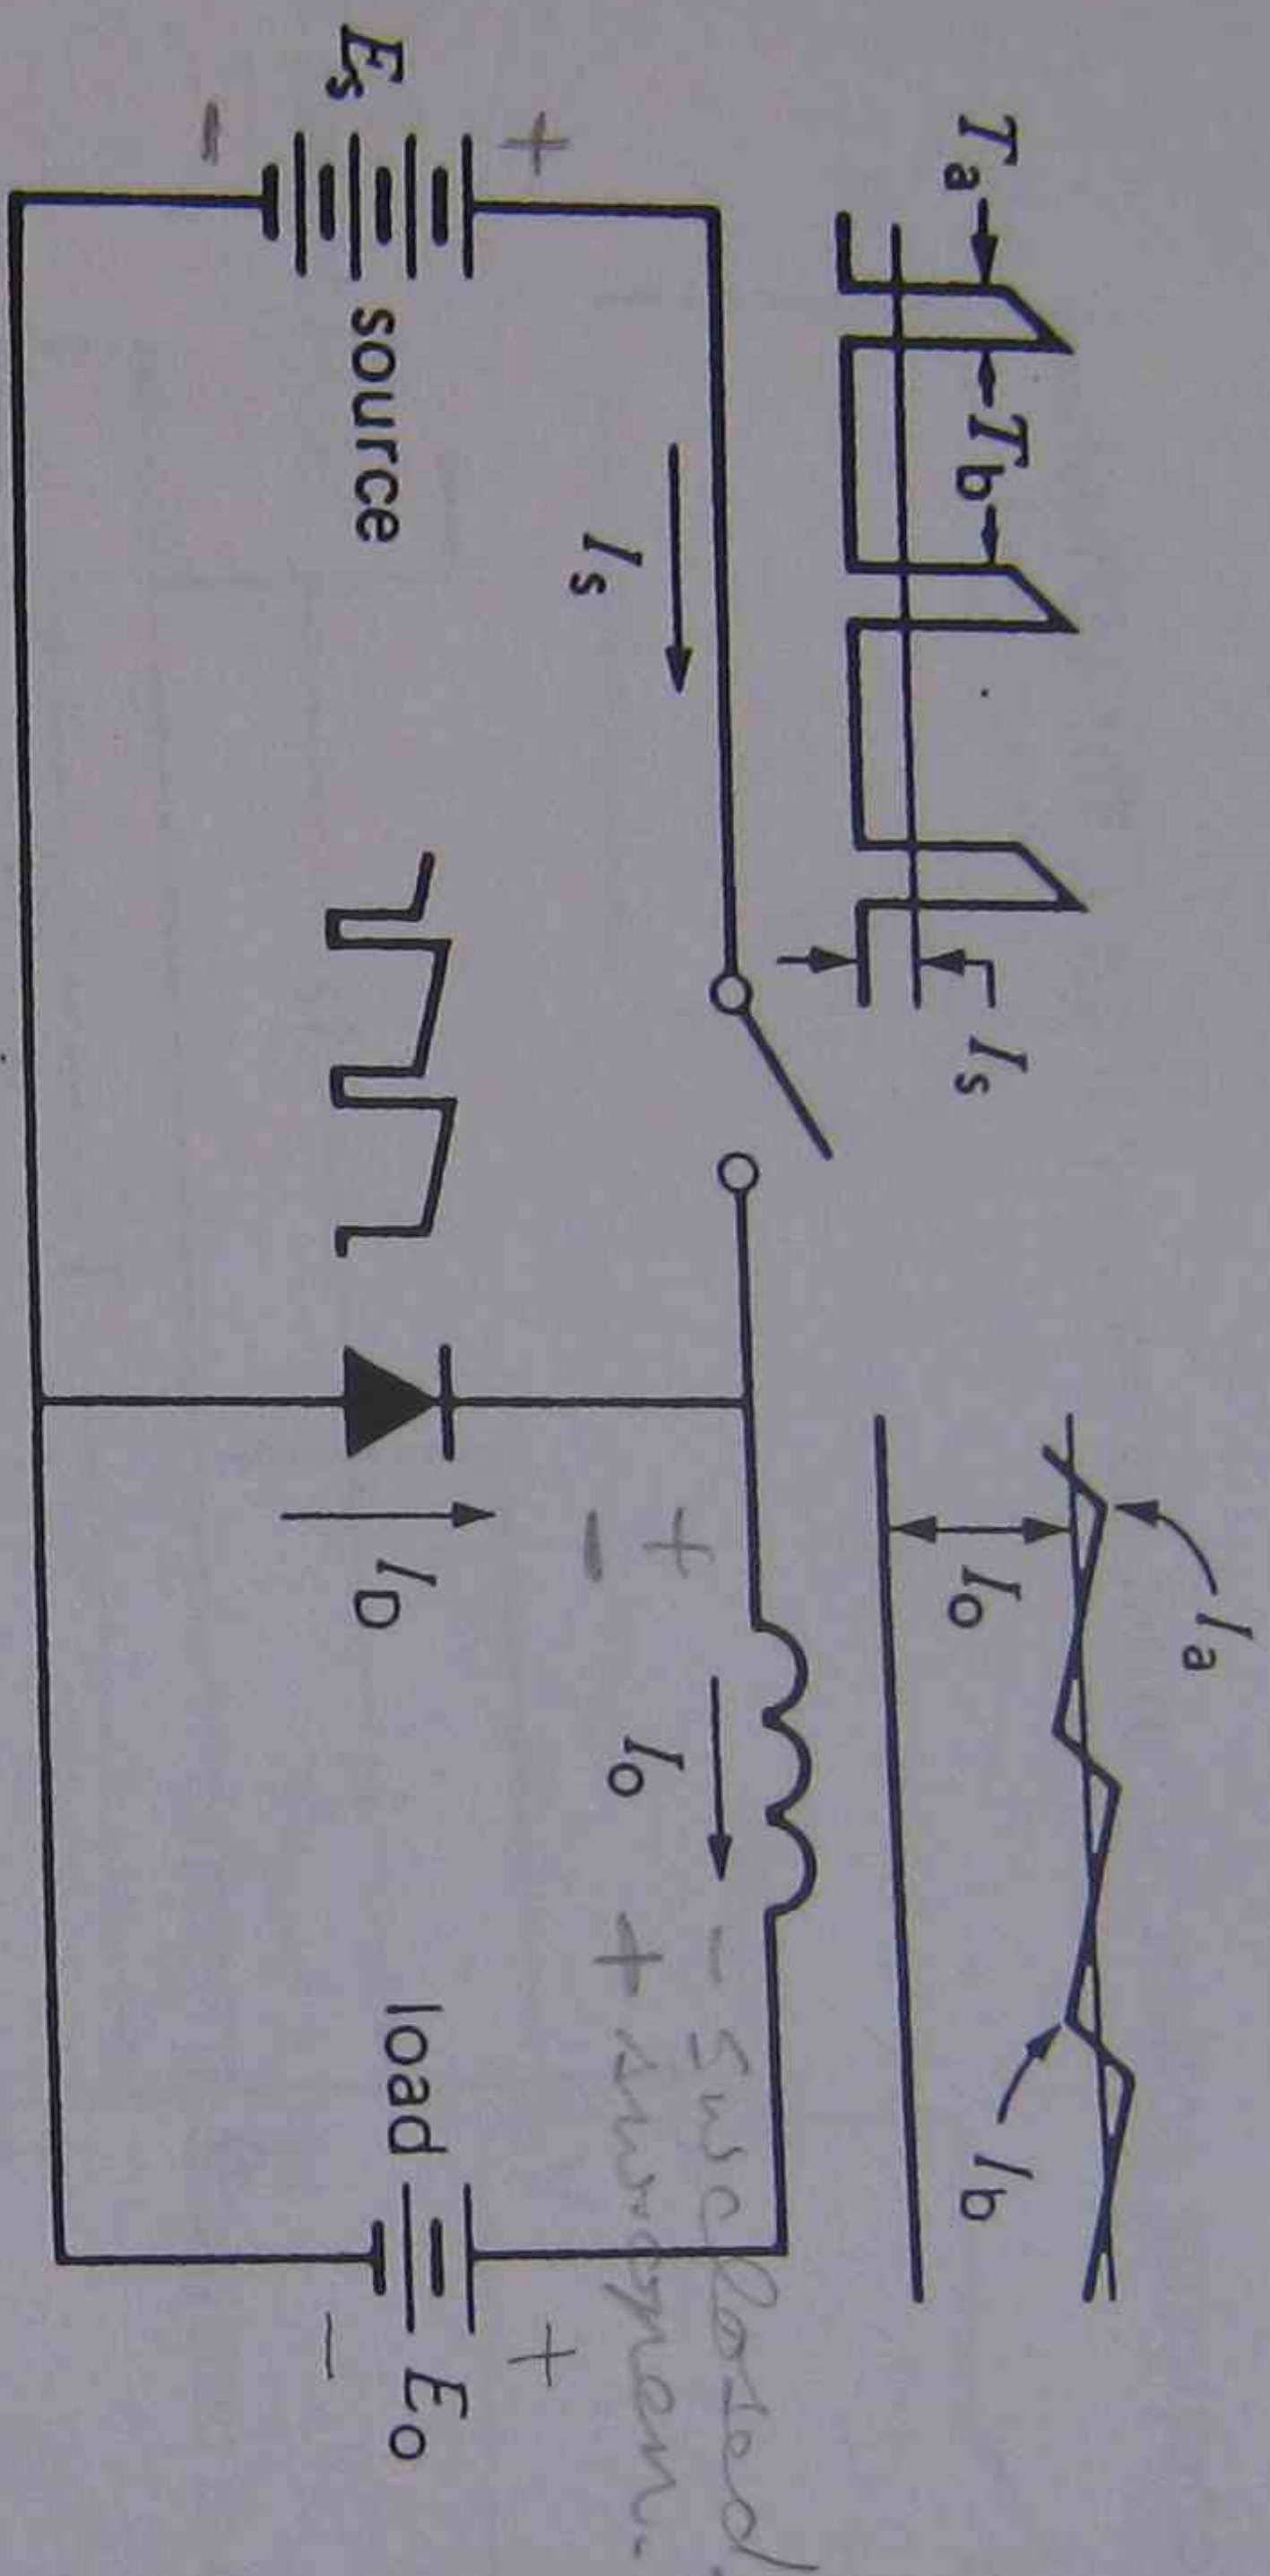 Ta
Tb
Is
Ia
Io
Ib
Is
Io
+ - sw closed.
- + sw open.
Es
+
-
source
ID
load
+
-
Eo